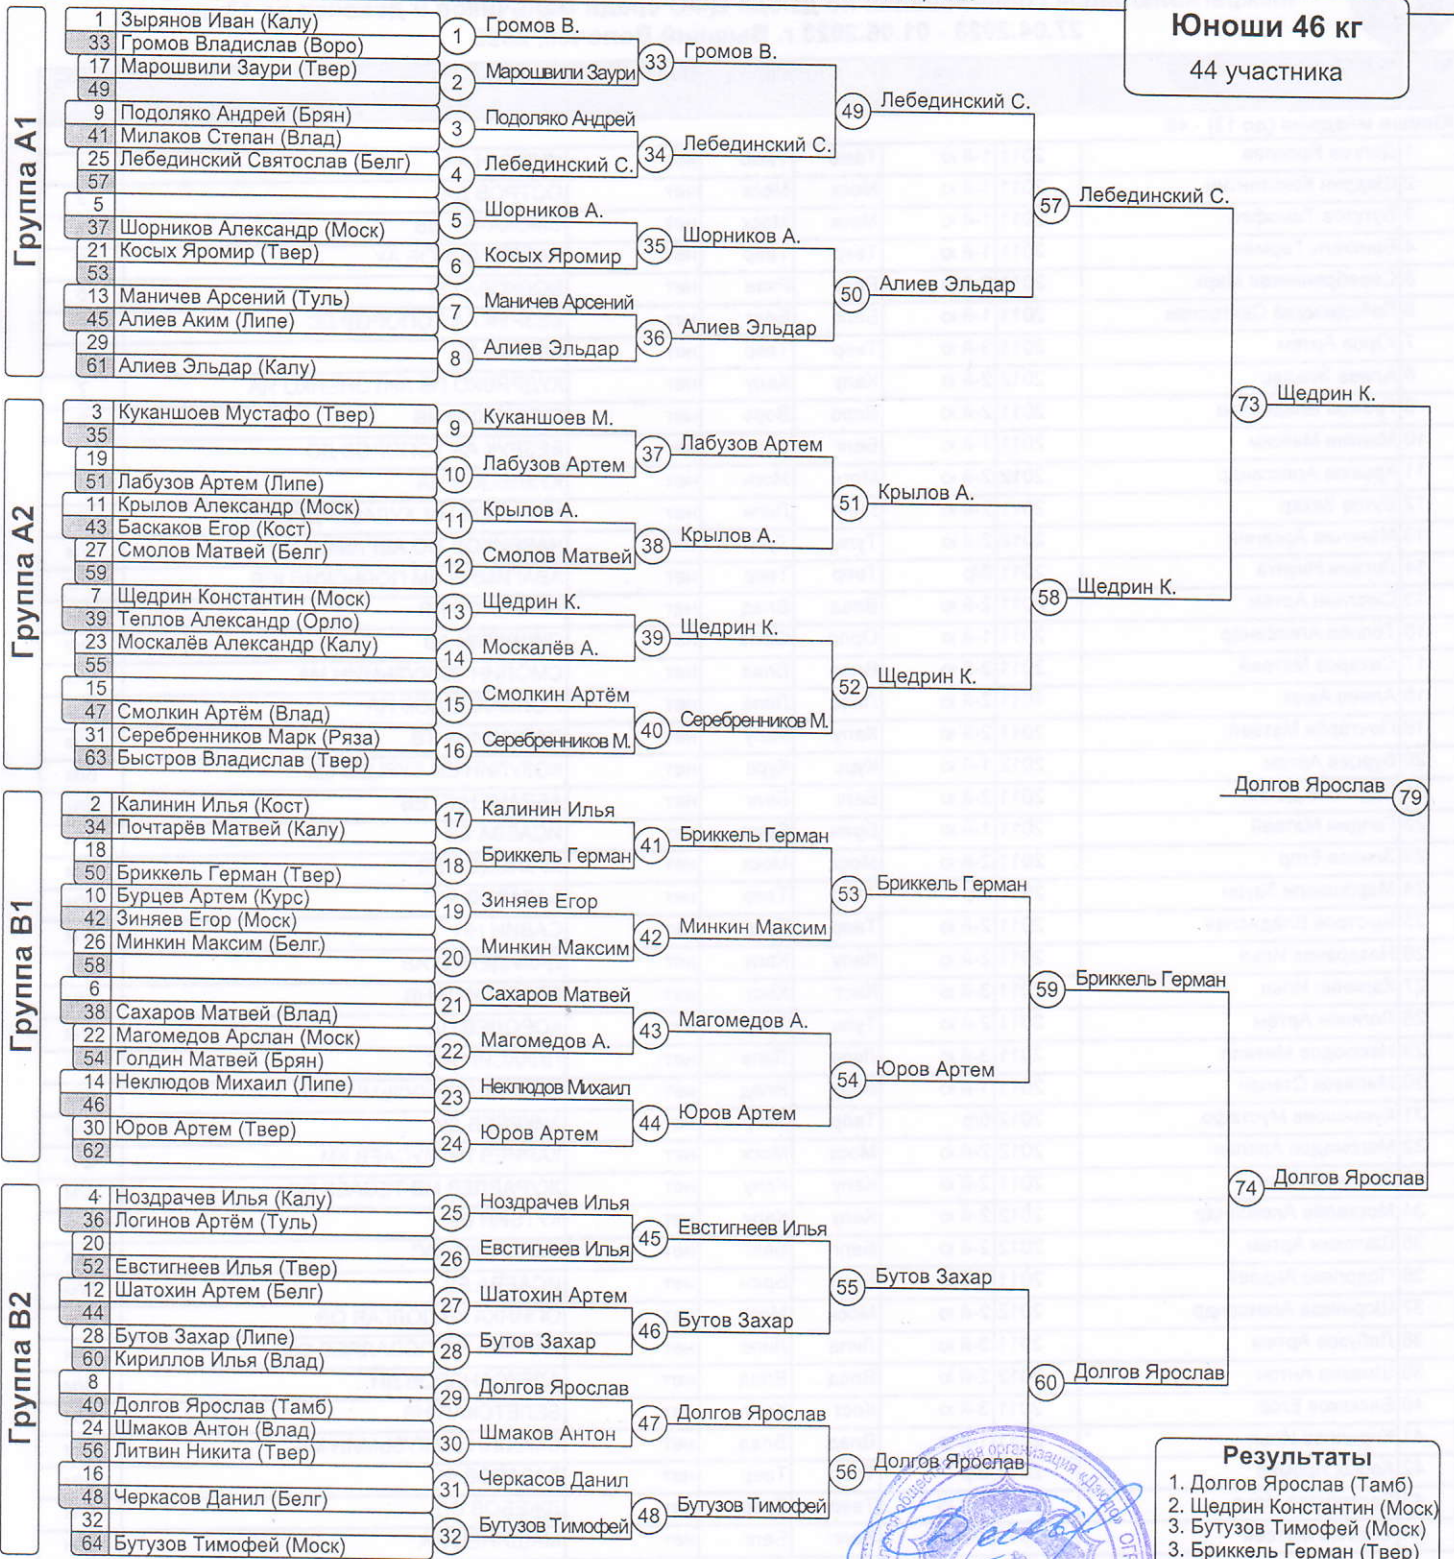 Юноши 46 кг
44 участника
Группа А1
1 Зырянов Иван (Калу)
33 Громов Владислав (Воро)
17 Марошвили Заури (Твер)
49
9 Подоляко Андрей (Брян)
41 Милаков Степан (Влад)
25 Лебединский Святослав (Белг)
57
5
37 Шорников Александр (Моск)
21 Косых Яромир (Твер)
53
13 Маничев Арсений (Туль)
45 Алиев Аким (Липе)
29
61 Алиев Эльдар (Калу)
Группа А2
3 Куканшоев Мустафо (Твер)
35
19
51 Лабузов Артем (Липе)
11 Крылов Александр (Моск)
43 Баскаков Егор (Кост)
27 Смолов Матвей (Белг)
59
7 Щедрин Константин (Моск)
39 Теплов Александр (Орло)
23 Москалёв Александр (Калу)
55
15
47 Смолкин Артём (Влад)
31 Серебренников Марк (Ряза)
63 Быстров Владислав (Твер)
Группа В1
2 Калинин Илья (Кост)
34 Почтарёв Матвей (Калу)
18
50 Бриккель Герман (Твер)
10 Бурцев Артем (Курс)
42 Зиняев Егор (Моск)
26 Минкин Максим (Белг)
58
6
38 Сахаров Матвей (Влад)
22 Магомедов Арслан (Моск)
54 Голдин Матвей (Брян)
14 Неклюдов Михаил (Липе)
46
30 Юров Артем (Твер)
62
Группа В2
4 Ноздрачев Илья (Калу)
36 Логинов Артём (Туль)
20
52 Евстигнеев Илья (Твер)
12 Шатохин Артем (Белг)
44
28 Бутов Захар (Липе)
60 Кириллов Илья (Влад)
8
40 Долгов Ярослав (Тамб)
24 Шмаков Антон (Влад)
56 Литвин Никита (Твер)
16
48 Черкасов Данил (Белг)
32
64 Бутузов Тимофей (Моск)
1 Громов В.
2 Марошвили Заури
3 Подоляко Андрей
4 Лебединский С.
5 Шорников А.
6 Косых Яромир
7 Маничев Арсений
8 Алиев Эльдар
9 Куканшоев М.
10 Лабузов Артем
11 Крылов А.
12 Смолов Матвей
13 Щедрин К.
14 Москалёв А.
15 Смолкин Артём
16 Серебренников М.
17 Калинин Илья
18 Бриккель Герман
19 Зиняев Егор
20 Минкин Максим
21 Сахаров Матвей
22 Магомедов А.
23 Неклюдов Михаил
24 Юров Артем
25 Ноздрачев Илья
26 Евстигнеев Илья
27 Шатохин Артем
28 Бутов Захар
29 Долгов Ярослав
30 Шмаков Антон
31 Черкасов Данил
32 Бутузов Тимофей
33 Громов В.
34 Лебединский С.
35 Шорников А.
36 Алиев Эльдар
37 Лабузов Артем
38 Крылов А.
39 Щедрин К.
40 Серебренников М.
41 Бриккель Герман
42 Минкин Максим
43 Магомедов А.
44 Юров Артем
45 Евстигнеев Илья
46 Бутов Захар
47 Долгов Ярослав
48 Бутузов Тимофей
49 Лебединский С.
50 Алиев Эльдар
51 Крылов А.
52 Щедрин К.
53 Бриккель Герман
54 Юров Артем
55 Бутов Захар
56 Долгов Ярослав
57 Лебединский С.
58 Щедрин К.
59 Бриккель Герман
60 Долгов Ярослав
73 Щедрин К.
74 Долгов Ярослав
Долгов Ярослав 79
Результаты
1. Долгов Ярослав (Тамб)
2. Щедрин Константин (Моск)
3. Бутузов Тимофей (Моск)
3. Бриккель Герман (Твер)
организация «Дзюдо»